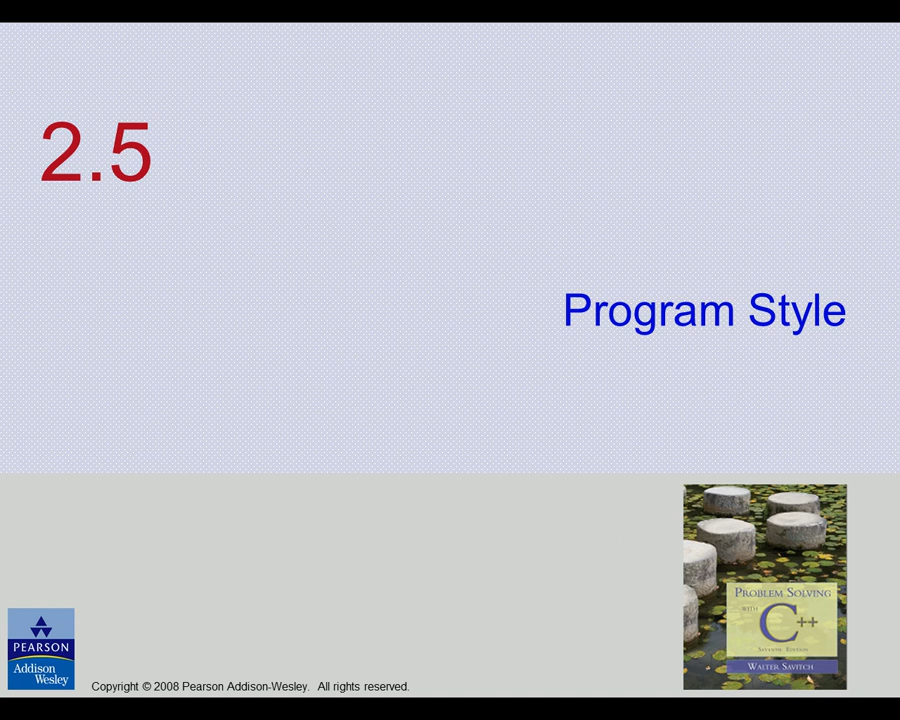 2.5
Program Style
PROBLEM SOLVING
WITH
C++
SEVENTH EDITION
WALTER SAVITCH
PEARSON
Addison
Wesley
Copyright © 2008 Pearson Addison-Wesley. All rights reserved.